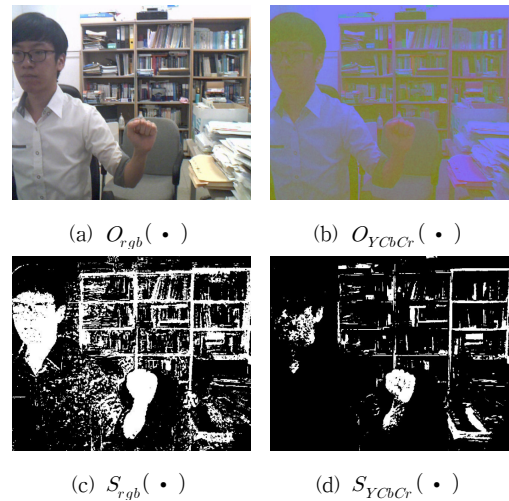 (a) O_rgb( • )
(b) O_YCbCr( • )
(c) S_rgb( • )
(d) S_YCbCr( • )